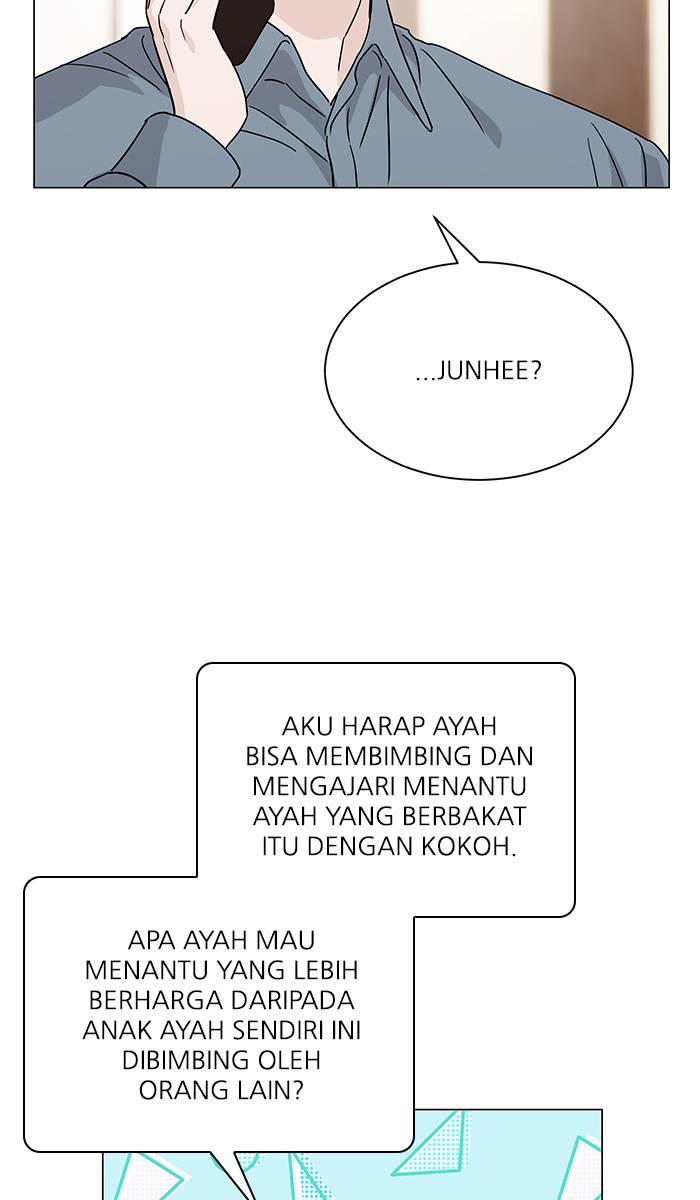 ...JUNHEE?
AKU HARAP AYAH
BISA MEMBIMBING DAN
MENGAJARI MENANTU
AYAH YANG BERBAKAT
ITU DENGAN KOKOH.
APA AYAH MAU
MENANTU YANG LEBIH
BERHARGA DARIPADA
ANAK AYAH SENDIRI INI
DIBIMBING OLEH
ORANG LAIN?